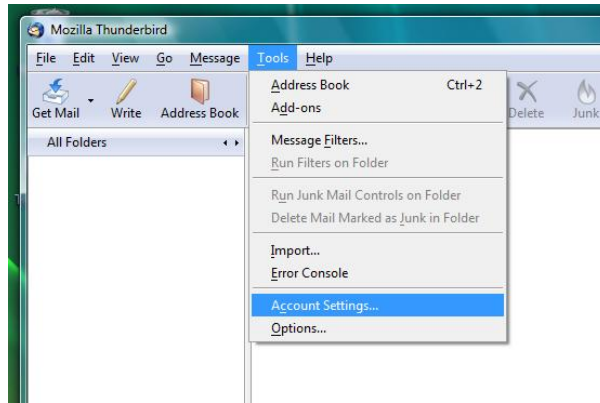 Mozilla Thunderbird
File Edit View Go Message Tools Help
Get Mail Write Address Book Delete Junk
All Folders
Address Book Ctrl+2
Add-ons
Message Filters...
Run Filters on Folder
Run Junk Mail Controls on Folder
Delete Mail Marked as Junk in Folder
Import...
Error Console
Account Settings...
Options...